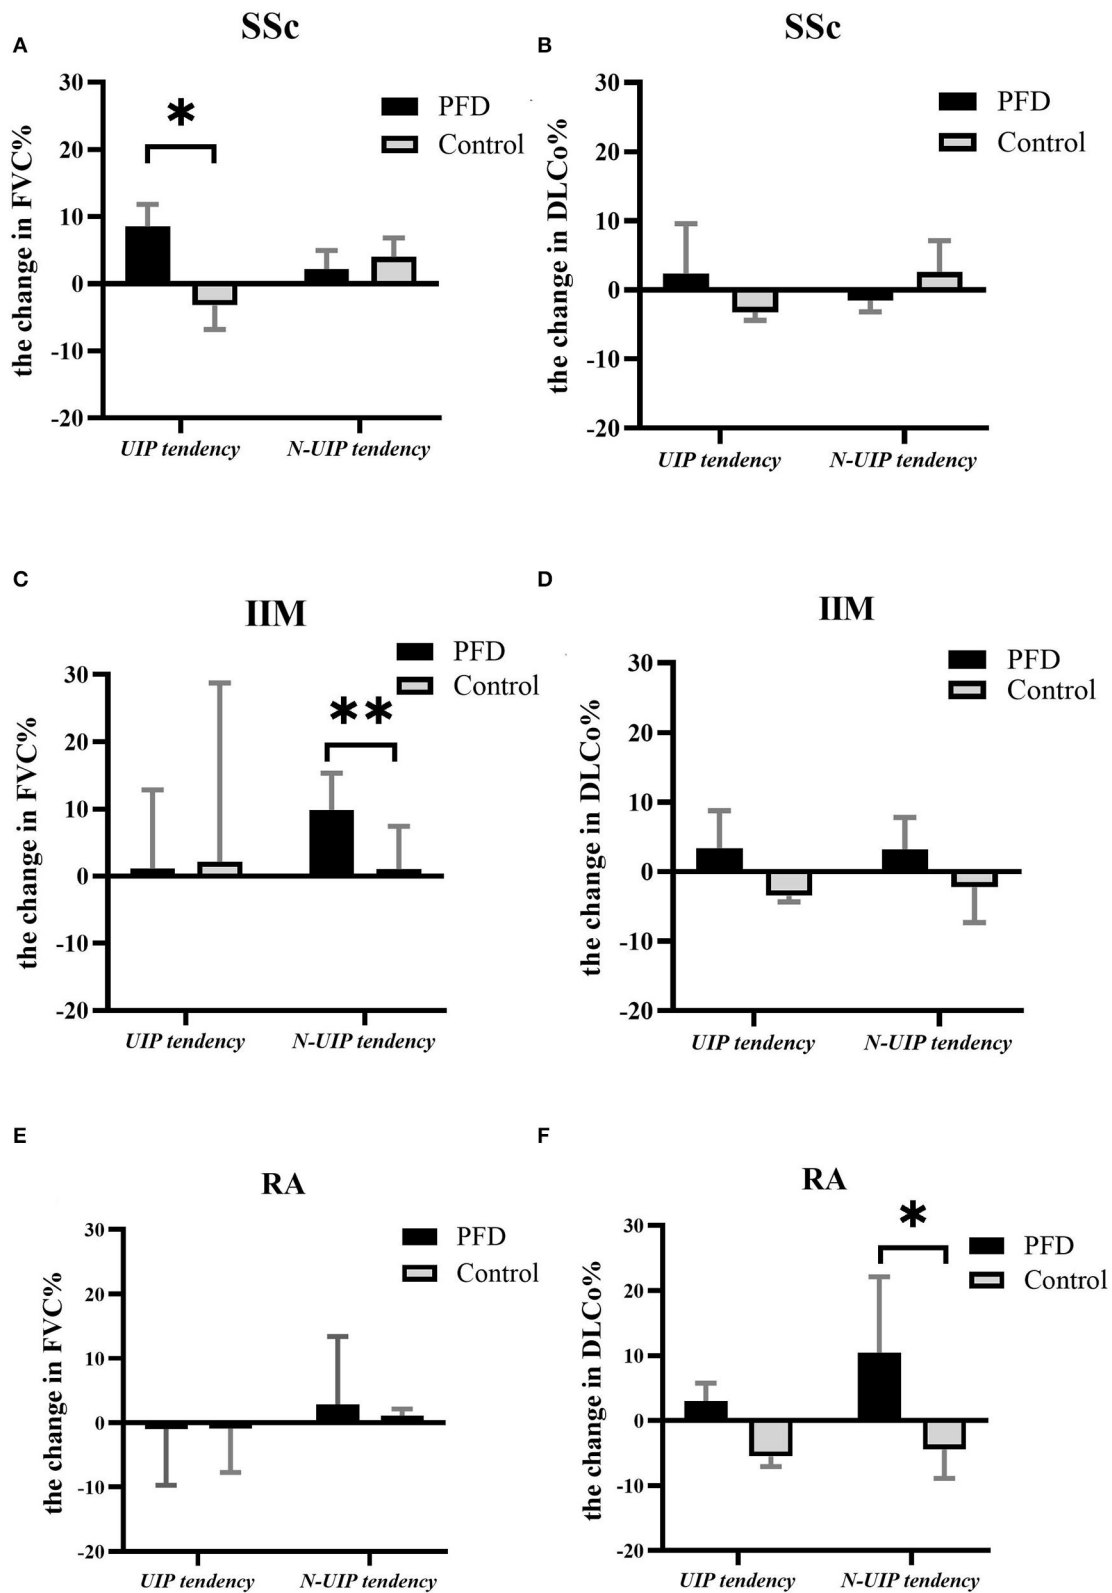 A
SSc
the change in FVC%
30
20
10
0
-10
-20
*
PFD
Control
UIP tendency
N-UIP tendency
B
SSc
the change in DLCo%
30
20
10
0
-10
-20
PFD
Control
UIP tendency
N-UIP tendency
C
IIM
the change in FVC%
30
20
10
0
-10
-20
**
PFD
Control
UIP tendency
N-UIP tendency
D
IIM
the change in DLCo%
30
20
10
0
-10
-20
PFD
Control
UIP tendency
N-UIP tendency
E
RA
the change in FVC%
30
20
10
0
-10
-20
PFD
Control
UIP tendency
N-UIP tendency
F
RA
the change in DLCo%
30
20
10
0
-10
-20
*
PFD
Control
UIP tendency
N-UIP tendency